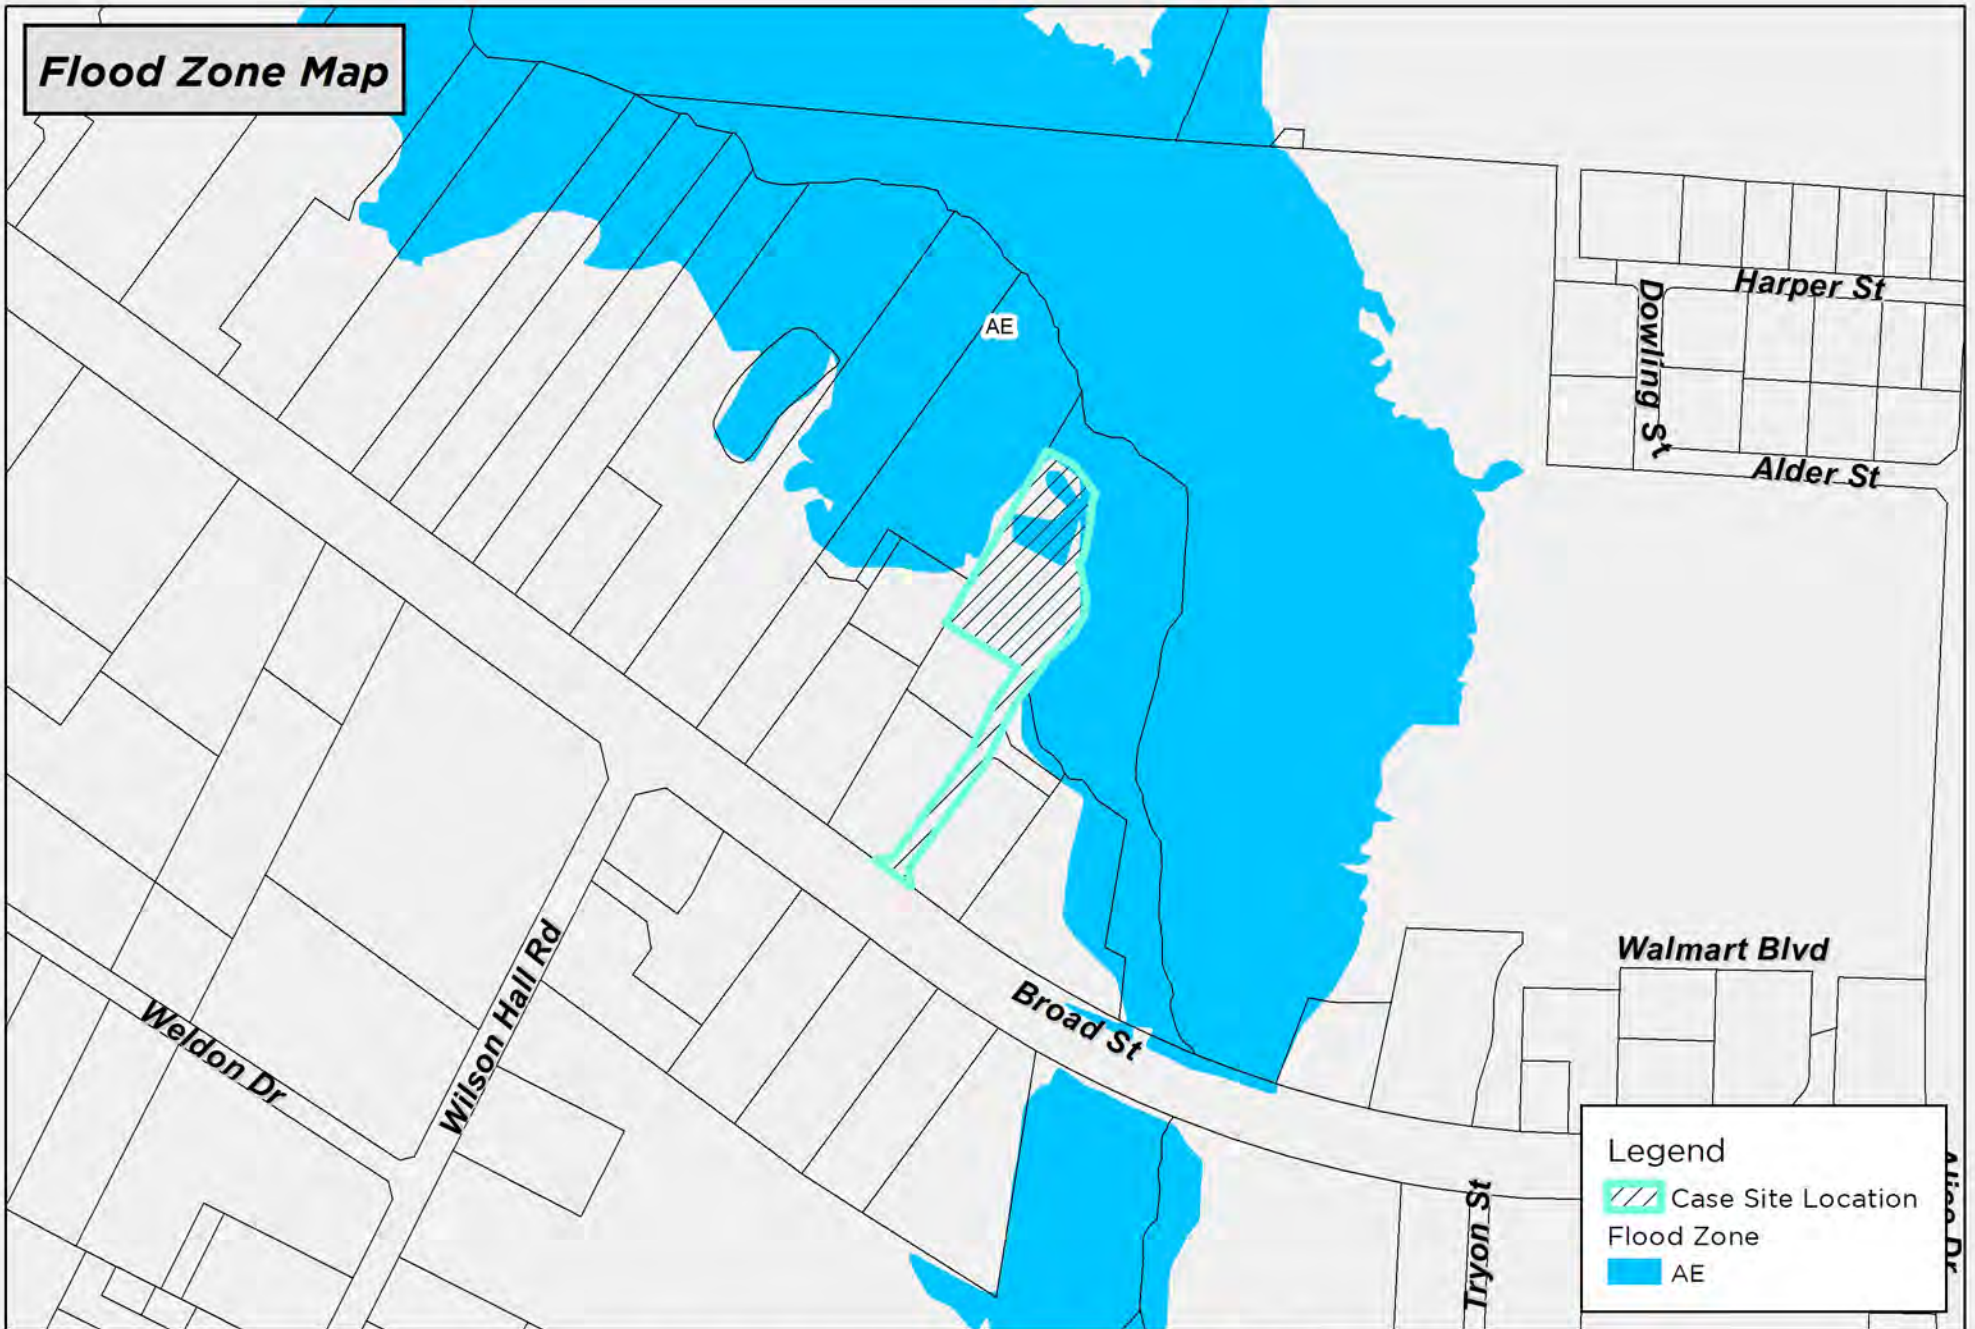 Flood Zone Map
AE
Harper St
Dowling St
Alder St
Walmart Blvd
Broad St
Wilson Hall Rd
Weldon Dr
Tryon St
Legend
Case Site Location
Flood Zone
AE